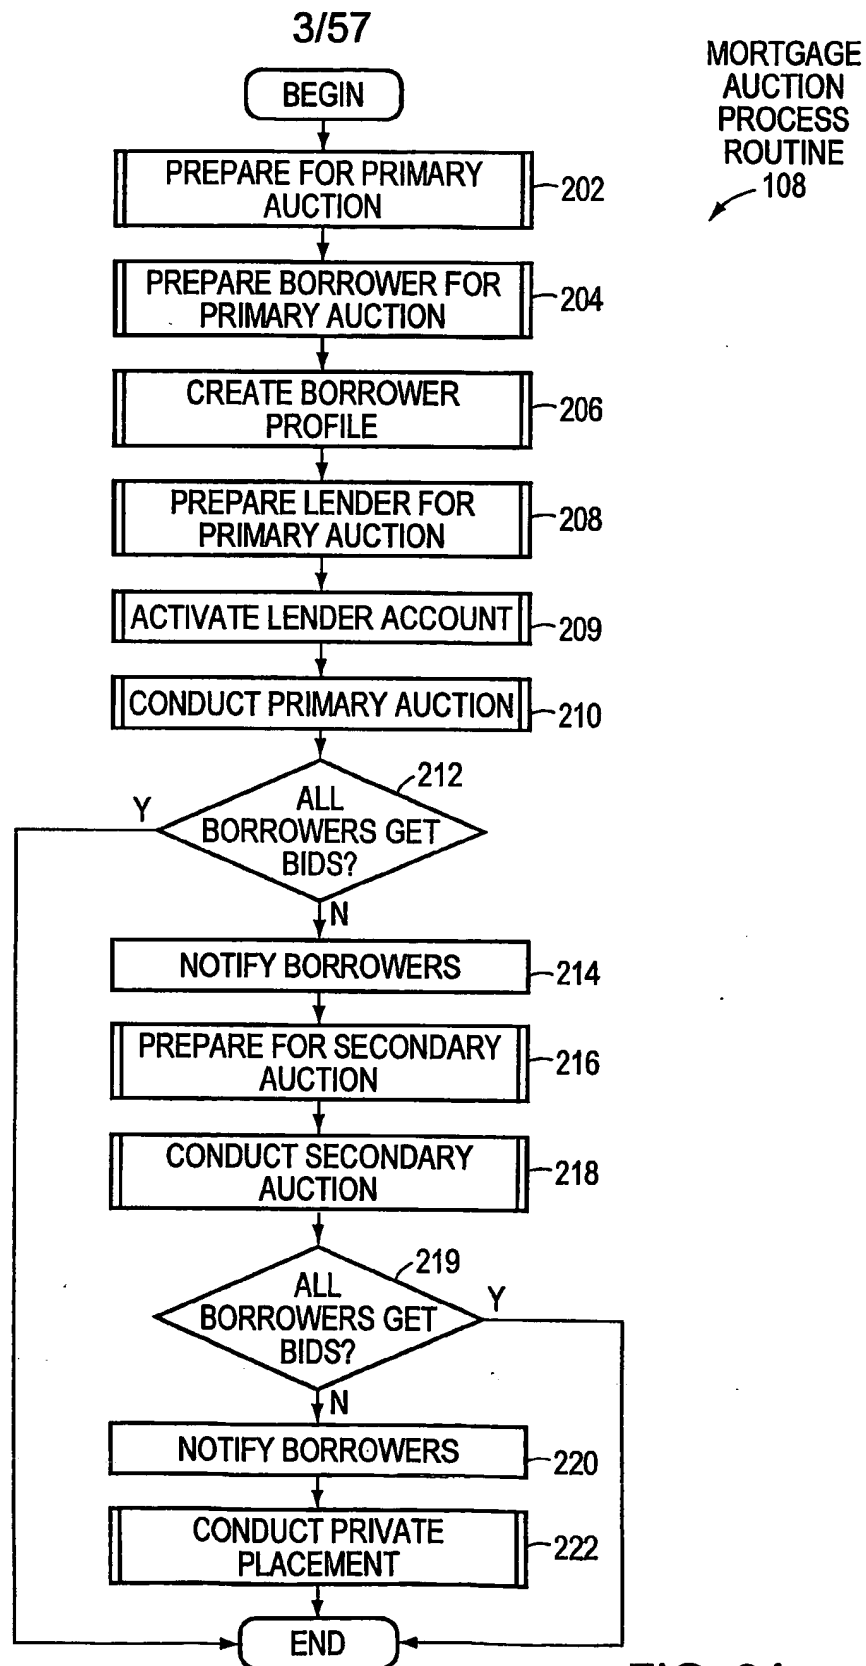 3/57
MORTGAGE
AUCTION
PROCESS
ROUTINE
108
BEGIN
PREPARE FOR PRIMARY
AUCTION
202
PREPARE BORROWER FOR
PRIMARY AUCTION
204
CREATE BORROWER
PROFILE
206
PREPARE LENDER FOR
PRIMARY AUCTION
208
ACTIVATE LENDER ACCOUNT
209
CONDUCT PRIMARY AUCTION
210
212
Y
ALL
BORROWERS GET
BIDS?
N
NOTIFY BORROWERS
214
PREPARE FOR SECONDARY
AUCTION
216
CONDUCT SECONDARY
AUCTION
218
219
ALL
BORROWERS GET
BIDS?
Y
N
NOTIFY BORROWERS
220
CONDUCT PRIVATE
PLACEMENT
222
END